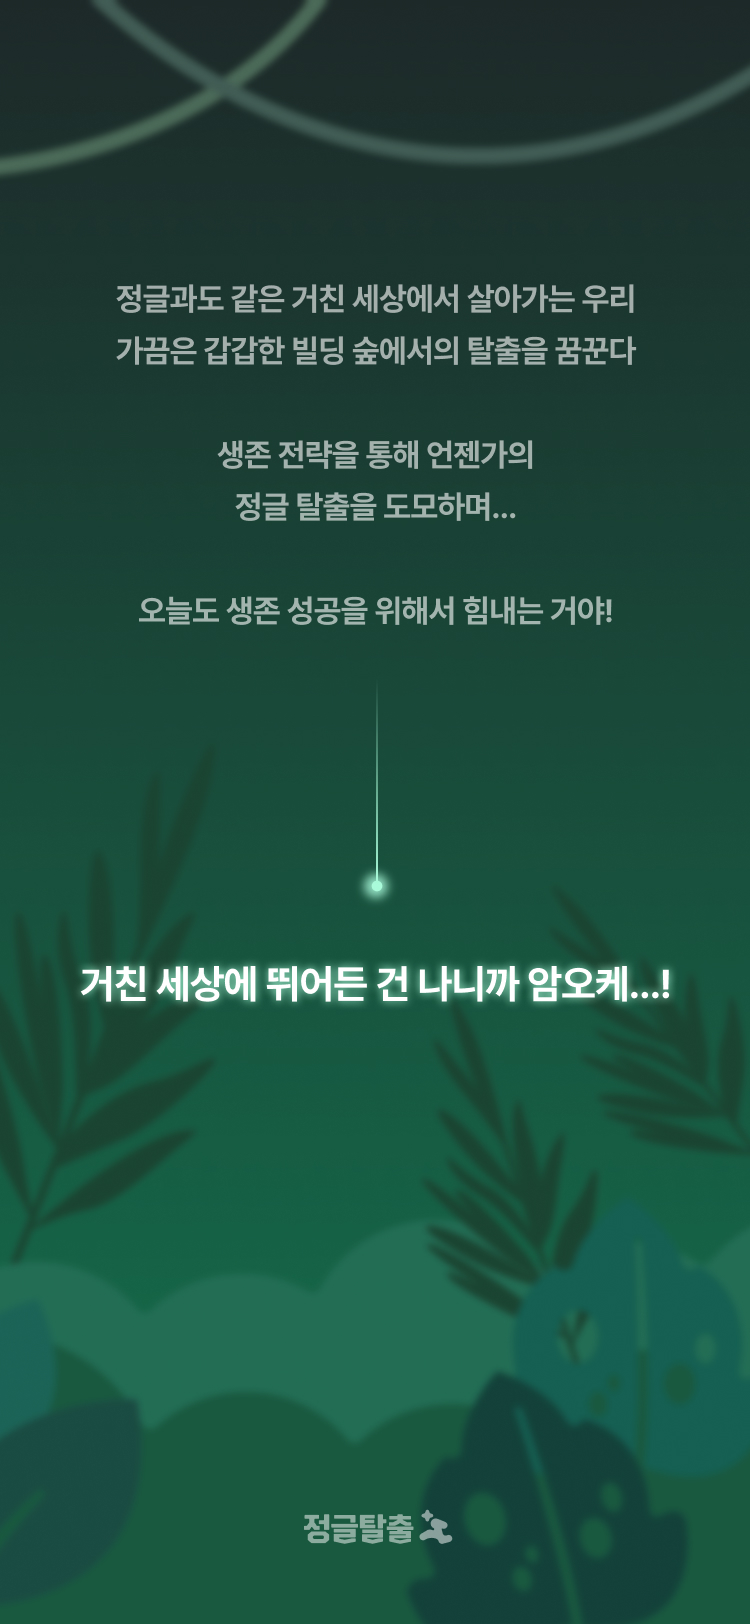 정글과도 같은 거친 세상에서 살아가는 우리
가끔은 갑갑한 빌딩 숲에서의 탈출을 꿈꾼다
생존 전략을 통해 언젠가의
정글 탈출을 도모하며...
오늘도 생존 성공을 위해서 힘내는 거야!
거친 세상에 뛰어든 건 나니까 암오케...!
정글탈출